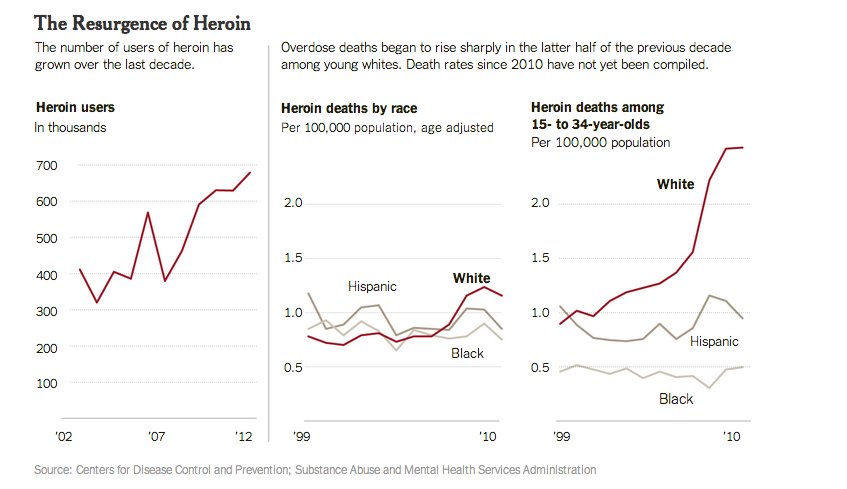 The Resurgence of Heroin
The number of users of heroin has
grown over the last decade.
Overdose deaths began to rise sharply in the latter half of the previous decade
among young whites. Death rates since 2010 have not yet been compiled.
Heroin users
In thousands
700
600
500
400
300
200
100
'02
'07
'12
Heroin deaths by race
Per 100,000 population, age adjusted
2.0
1.5
1.0
0.5
Hispanic
White
Black
'99
'10
Heroin deaths among
15- to 34-year-olds
Per 100,000 population
2.0
1.5
1.0
0.5
White
Hispanic
Black
'99
'10
Source: Centers for Disease Control and Prevention; Substance Abuse and Mental Health Services Administration